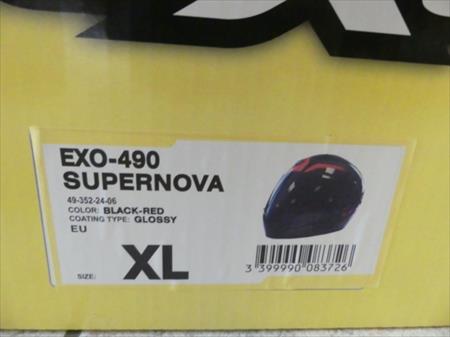 EXO-490
SUPERNOVA
49-352-24-06
COLOR: BLACK-RED
COATING TYPE: GLOSSY
EU
SIZE: XL
3 399990 083726